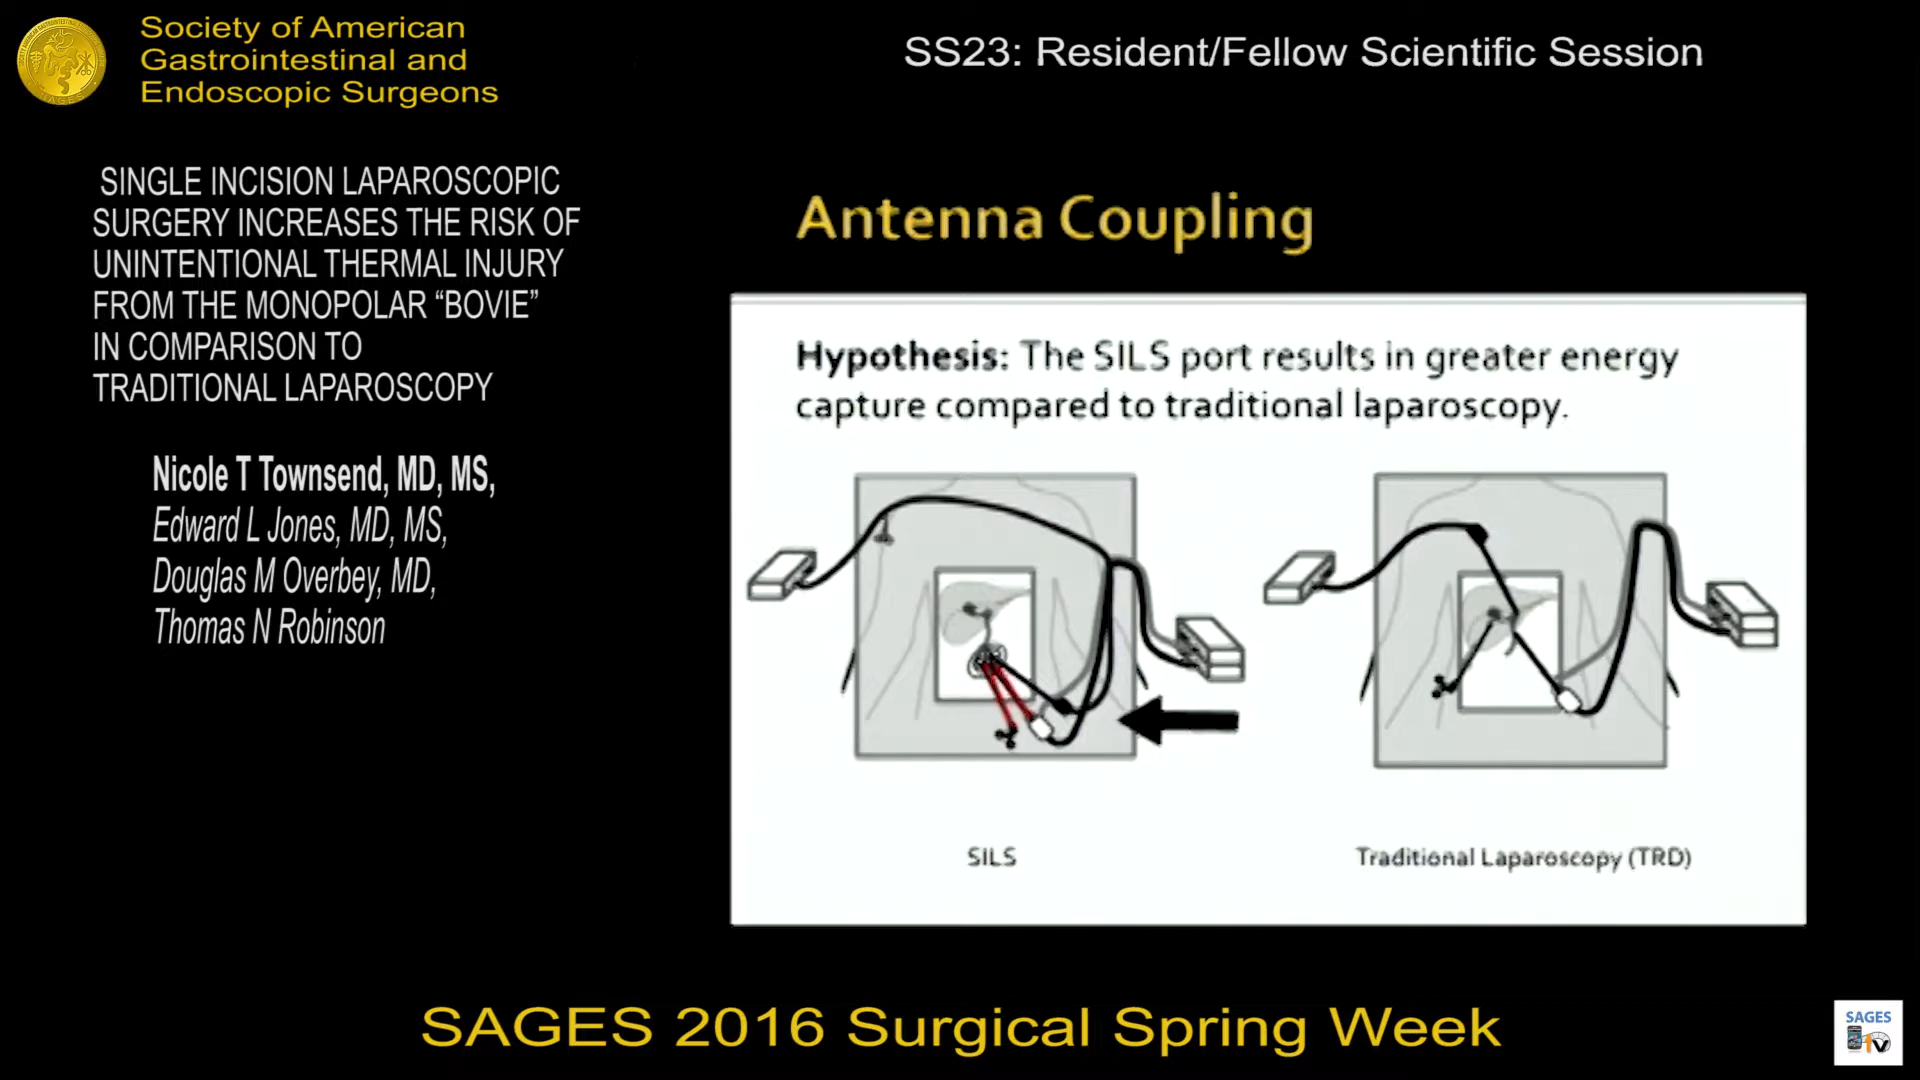 Society of American
Gastrointestinal and
Endoscopic Surgeons
SS23: Resident/Fellow Scientific Session
SINGLE INCISION LAPAROSCOPIC
SURGERY INCREASES THE RISK OF
UNINTENTIONAL THERMAL INJURY
FROM THE MONOPOLAR “BOVIE”
IN COMPARISON TO
TRADITIONAL LAPAROSCOPY
Nicole T Townsend, MD, MS,
Edward L Jones, MD, MS,
Douglas M Overbey, MD,
Thomas N Robinson
Antenna Coupling
Hypothesis: The SILS port results in greater energy
capture compared to traditional laparoscopy.
SILS
Traditional Laparoscopy (TRD)
SAGES 2016 Surgical Spring Week
SAGES
TV